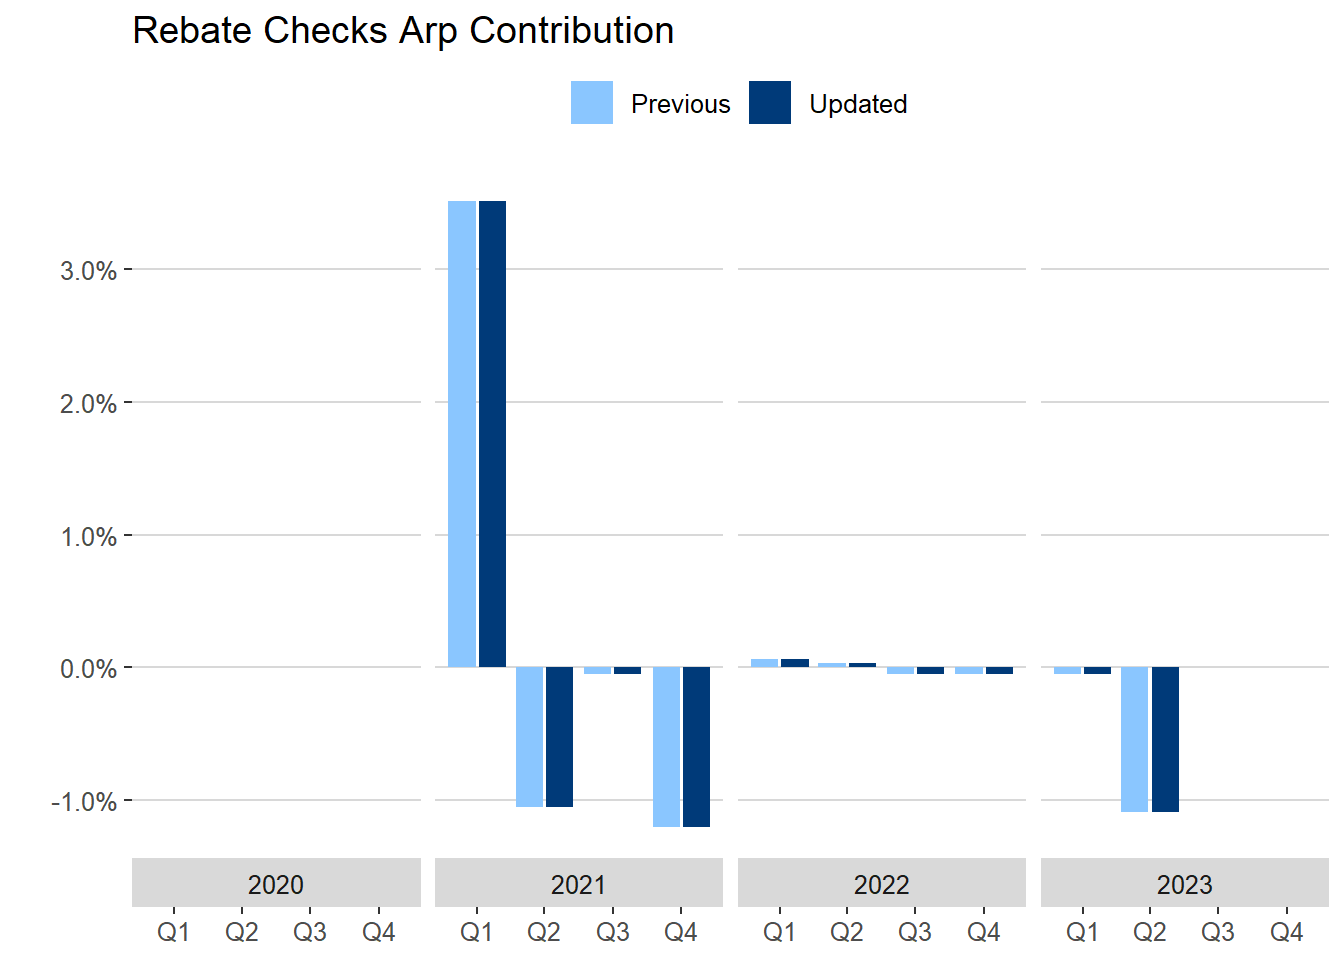 Rebate Checks Arp Contribution
Previous Updated
3.0%
2.0%
1.0%
0.0%
-1.0%
2020 2021 2022 2023
Q1 Q2 Q3 Q4 Q1 Q2 Q3 Q4 Q1 Q2 Q3 Q4 Q1 Q2 Q3 Q4